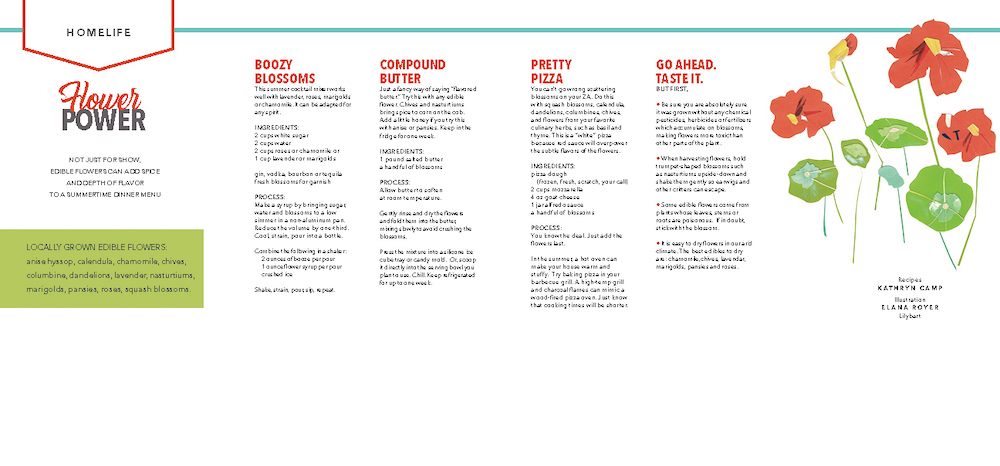 HOMELIFE
Flower
POWER
NOT JUST FOR SHOW,
EDIBLE FLOWERS CAN ADD SPICE
AND DEPTH OF FLAVOR
TO A SUMMERTIME DINNER MENU
LOCALLY GROWN EDIBLE FLOWERS:
anise hyssop, calendula, chamomile, chives,
columbine, dandelions, lavender, nasturtiums,
marigolds, pansies, roses, squash blossoms.
BOOZY
BLOSSOMS
This summer cocktail mixer works
well with lavender, roses, marigolds
or chamomile. It can be adapted for
any spirit.
INGREDIENTS:
2 cups white sugar
2 cups water
2 cups roses or chamomile or
1 cup lavender or marigolds
gin, vodka, bourbon or tequila
fresh blossoms for garnish
PROCESS:
Make a syrup by bringing sugar,
water and blossoms to a low
simmer in a non aluminum pan.
Reduce the volume by one third.
Cool, strain, pour into a bottle.
Combine the following in a shaker:
2 ounces of booze per pour
1 ounce flower syrup per pour
crushed ice
Shake, strain, pour, sip, repeat.
COMPOUND
BUTTER
Just a fancy way of saying "flavored
butter." Try this with any edible
flower. Chives and nasturtiums
bring spice to corn on the cob.
Add a little honey if you try this
with anise or pansies. Keep in the
fridge for one week.
INGREDIENTS:
1 pound salted butter
a handful of blossoms
PROCESS:
Allow butter to soften
at room temperature.
Gently rinse and dry the flowers
and fold them into the butter,
mixing slowly to avoid crushing the
blossoms.
Press the mixture into a silicone ice
cube tray or candy mold. Or, scoop
it directly into the serving bowl you
plan to use. Chill. Keep refrigerated
for up to one week.
PRETTY
PIZZA
You can't go wrong scattering
blossoms on your ZA. Do this
with squash blossoms, calendula,
dandelions, columbines, chives,
and flowers from your favorite
culinary herbs, such as basil and
thyme. This is a "white" pizza
because red sauce will overpower
the subtle flavors of the flowers.
INGREDIENTS:
pizza dough
(frozen, fresh, scratch, your call)
2 cups mozzarella
4 oz goat cheese
1 jar alfredo sauce
a handful of blossoms
PROCESS:
You know the deal. Just add the
flowers last.
In the summer, a hot oven can
make your house warm and
stuffy. Try baking pizza in your
barbecue grill. A high-temp grill
and charcoal flames can mimic a
wood-fired pizza oven. Just know
that cooking times will be shorter.
GO AHEAD.
TASTE IT.
BUT FIRST,
Be sure you are absolutely sure
it was grown without any chemical
pesticides, herbicides or fertilizers
which accumulate on blossoms,
making flowers more toxic than
other parts of the plant.
When harvesting flowers, hold
trumpet-shaped blossoms such
as nasturtiums upside-down and
shake them gently so earwigs and
other critters can escape.
Some edible flowers come from
plants whose leaves, stems or
roots are poisonous. If in doubt,
stick with the blossom.
It is easy to dry flowers in our arid
climate. The best edibles to dry
are: chamomile, chives, lavender,
marigolds, pansies and roses.
Recipes
KATHRYN CAMP
Illustration
ELANA ROYER
Lilybart